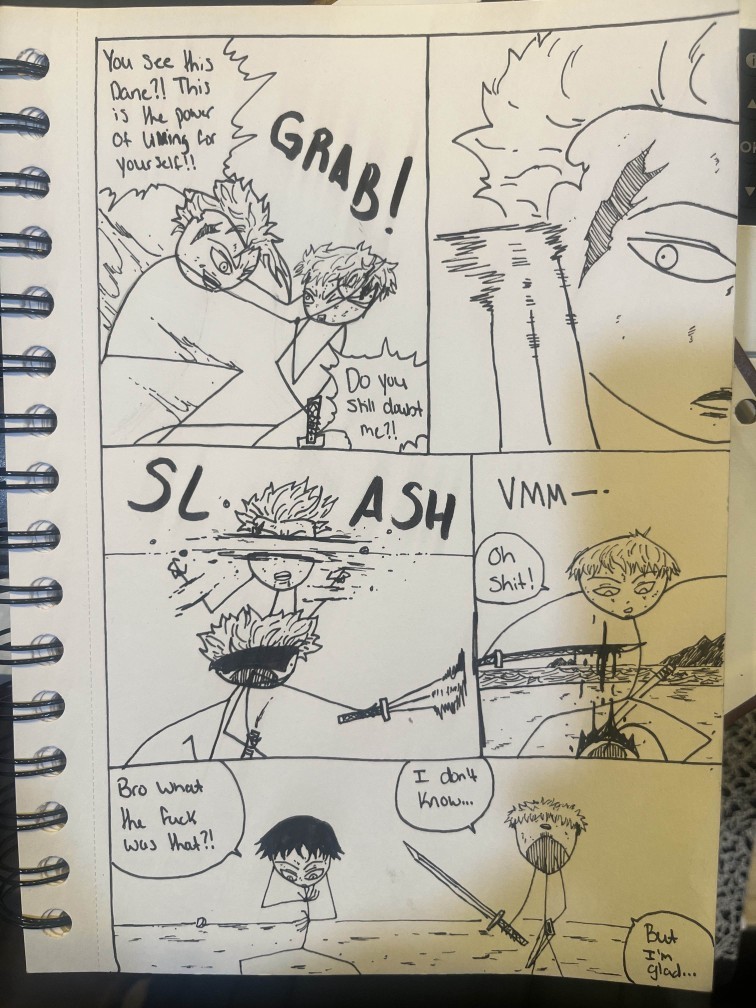 You see this
Dane?! This
is the power
of killing for
yourself!!
GRAB!
Do you
still doubt
me?!
SL.ASH
VMM—.
Oh
Shit!
Bro what
the fuck
was that?!
I don't
know...
But
I'm
glad...